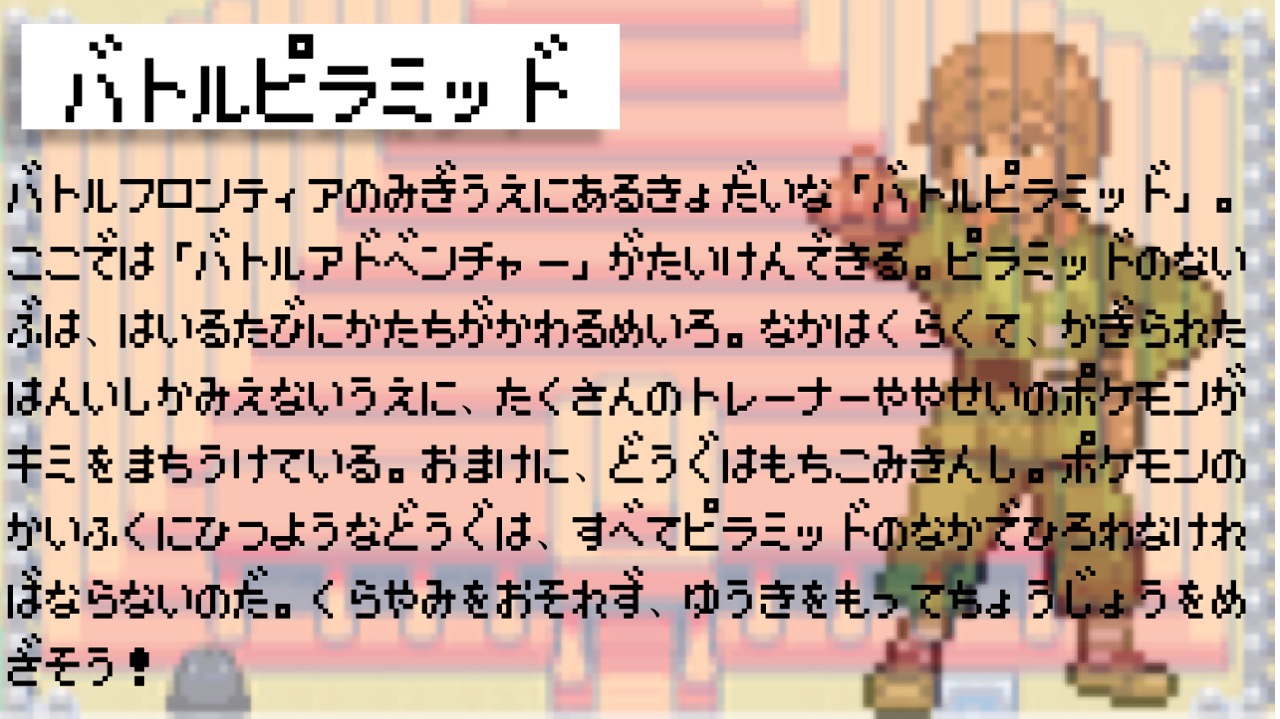 バトルピラミッド
バトルフロンティアのみぎうえにあるきょだいな「バトルピラミッド」。
ここでは「バトルアドベンチャー」がたいけんできる。ピラミッドのない
ぶは、はいるたびにかたちがかわるめいろ。なかはくらくて、かぎられた
はんいしかみえないうえに、たくさんのトレーナーややせいのポケモンが
キミをまちうけている。おまけに、どうぐはもちこみきんし。ポケモンの
かいふくにひつようなどうぐは、すべてピラミッドのなかでひろわなけれ
ばならないのだ。くらやみをおそれず、ゆうきをもってちょうじょうをめ
ざそう！